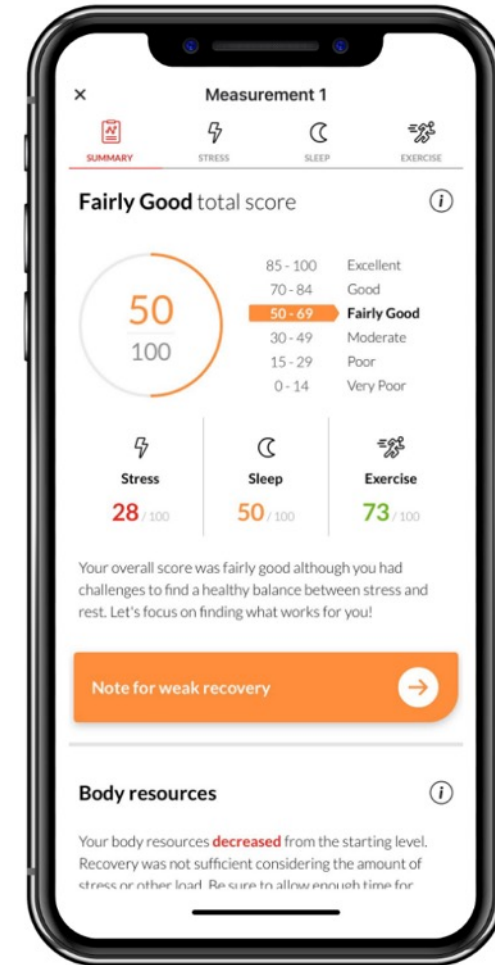 Measurement 1
SUMMARY
STRESS
SLEEP
EXERCISE
Fairly Good total score
i
50
100
85 - 100 Excellent
70 - 84 Good
50 - 69 Fairly Good
30 - 49 Moderate
15 - 29 Poor
0 - 14 Very Poor
Stress
28 / 100
Sleep
50 / 100
Exercise
73 / 100
Your overall score was fairly good although you had
challenges to find a healthy balance between stress and
rest. Let's focus on finding what works for you!
Note for weak recovery
Body resources
i
Your body resources decreased from the starting level.
Recovery was not sufficient considering the amount of
stress or other load. Be sure to allow enough time for